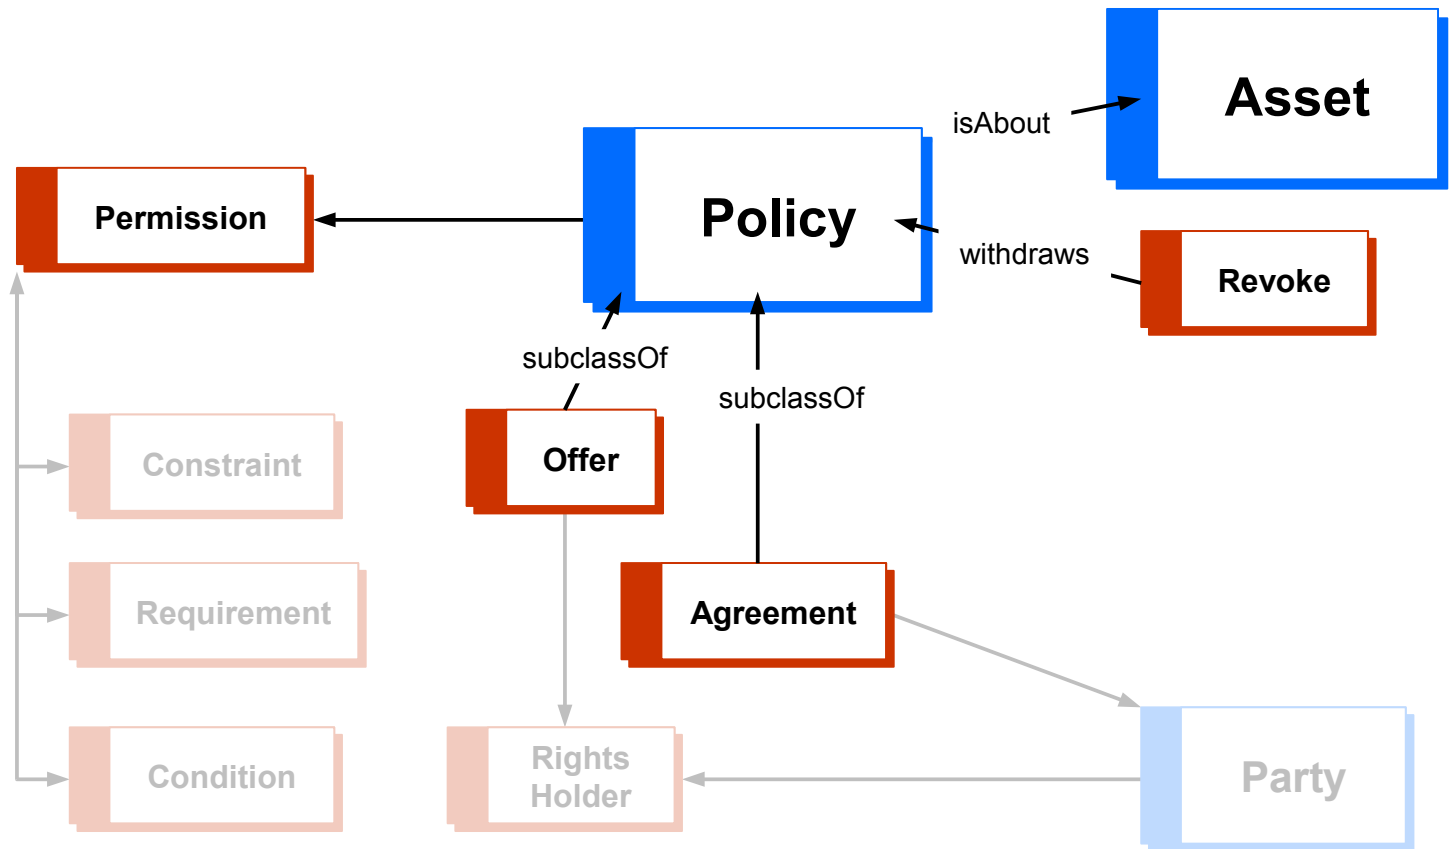 Asset
isAbout
Permission
Policy
withdraws
Revoke
subclassOf
subclassOf
Constraint
Offer
Requirement
Agreement
Condition
Rights
Holder
Party